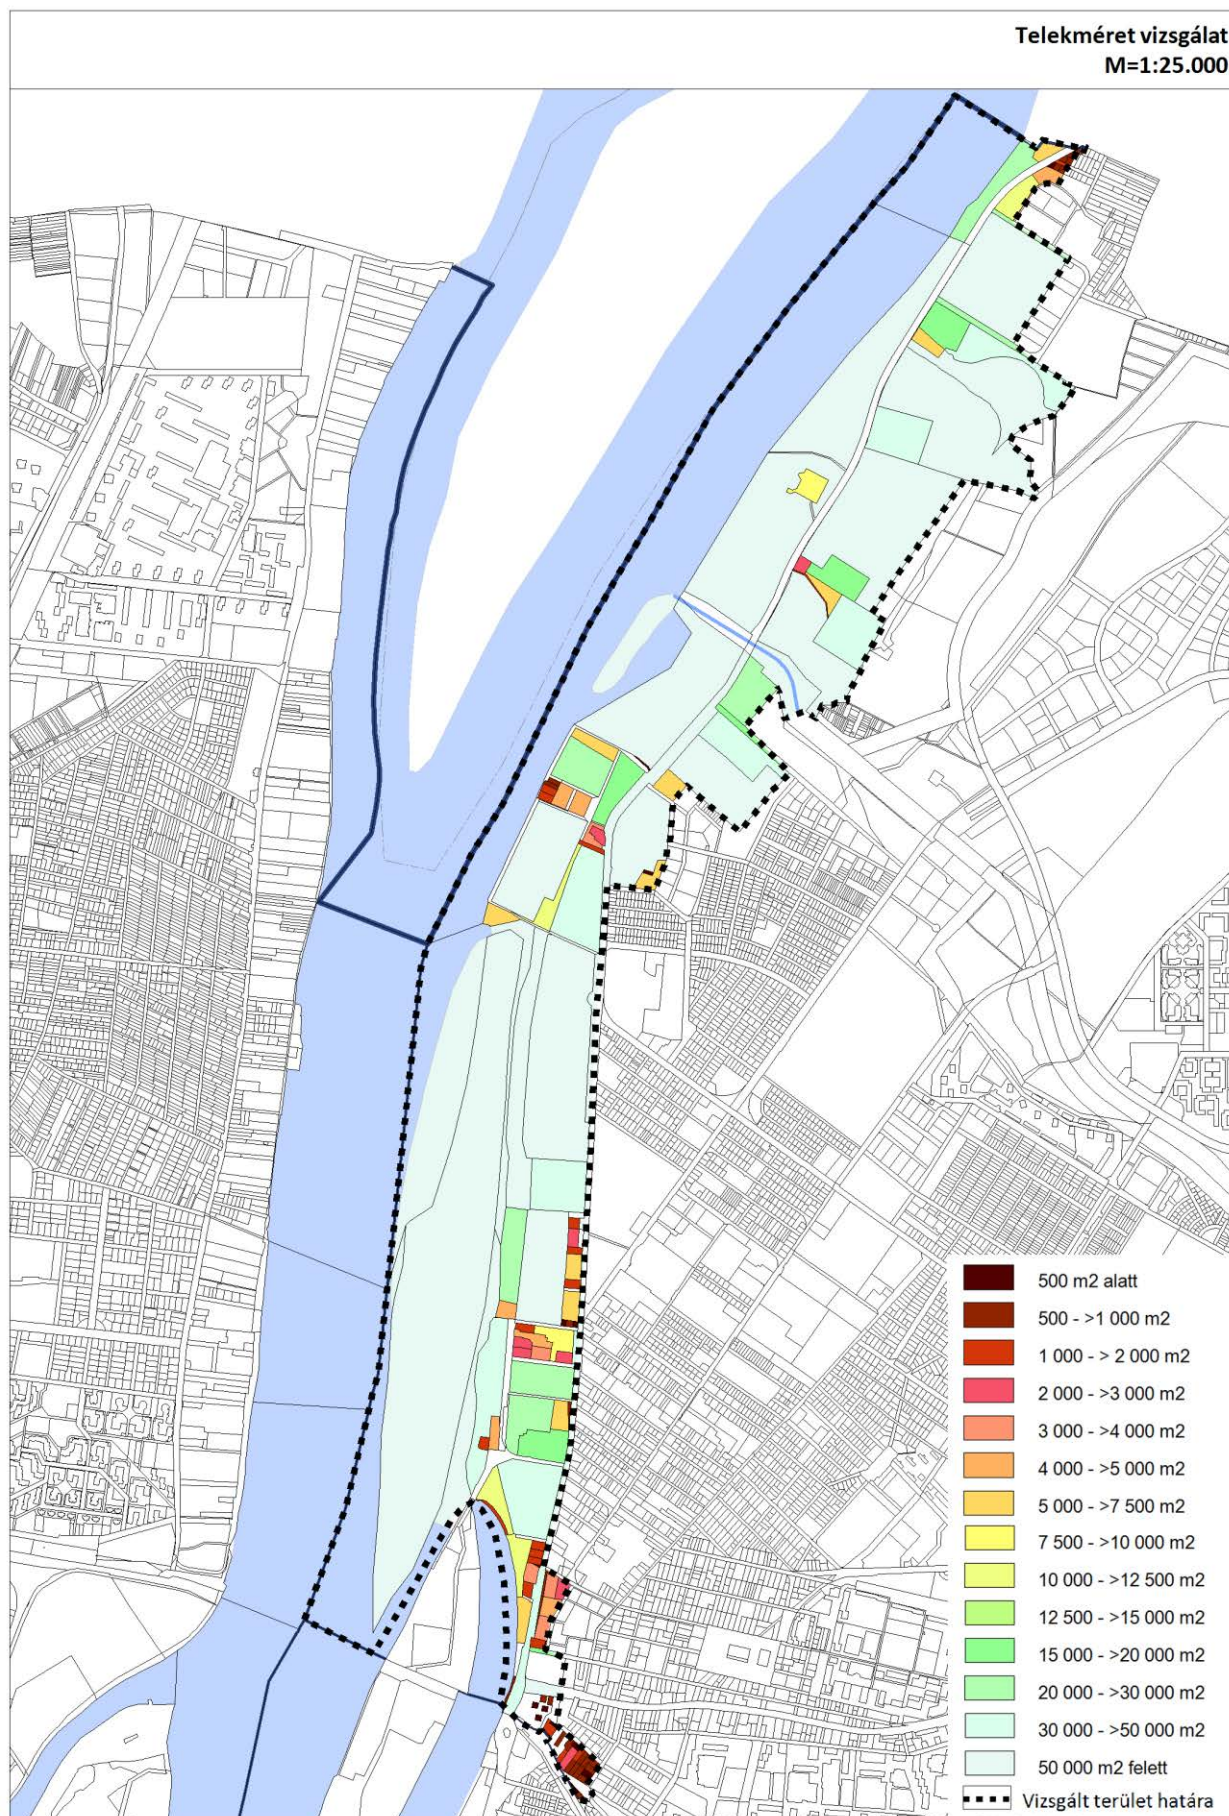 Telekméret vizsgálat
M=1:25.000
500 m2 alatt
500 - >1 000 m2
1 000 - > 2 000 m2
2 000 - >3 000 m2
3 000 - >4 000 m2
4 000 - >5 000 m2
5 000 - >7 500 m2
7 500 - >10 000 m2
10 000 - >12 500 m2
12 500 - >15 000 m2
15 000 - >20 000 m2
20 000 - >30 000 m2
30 000 - >50 000 m2
50 000 m2 felett
Vizsgált terület határa